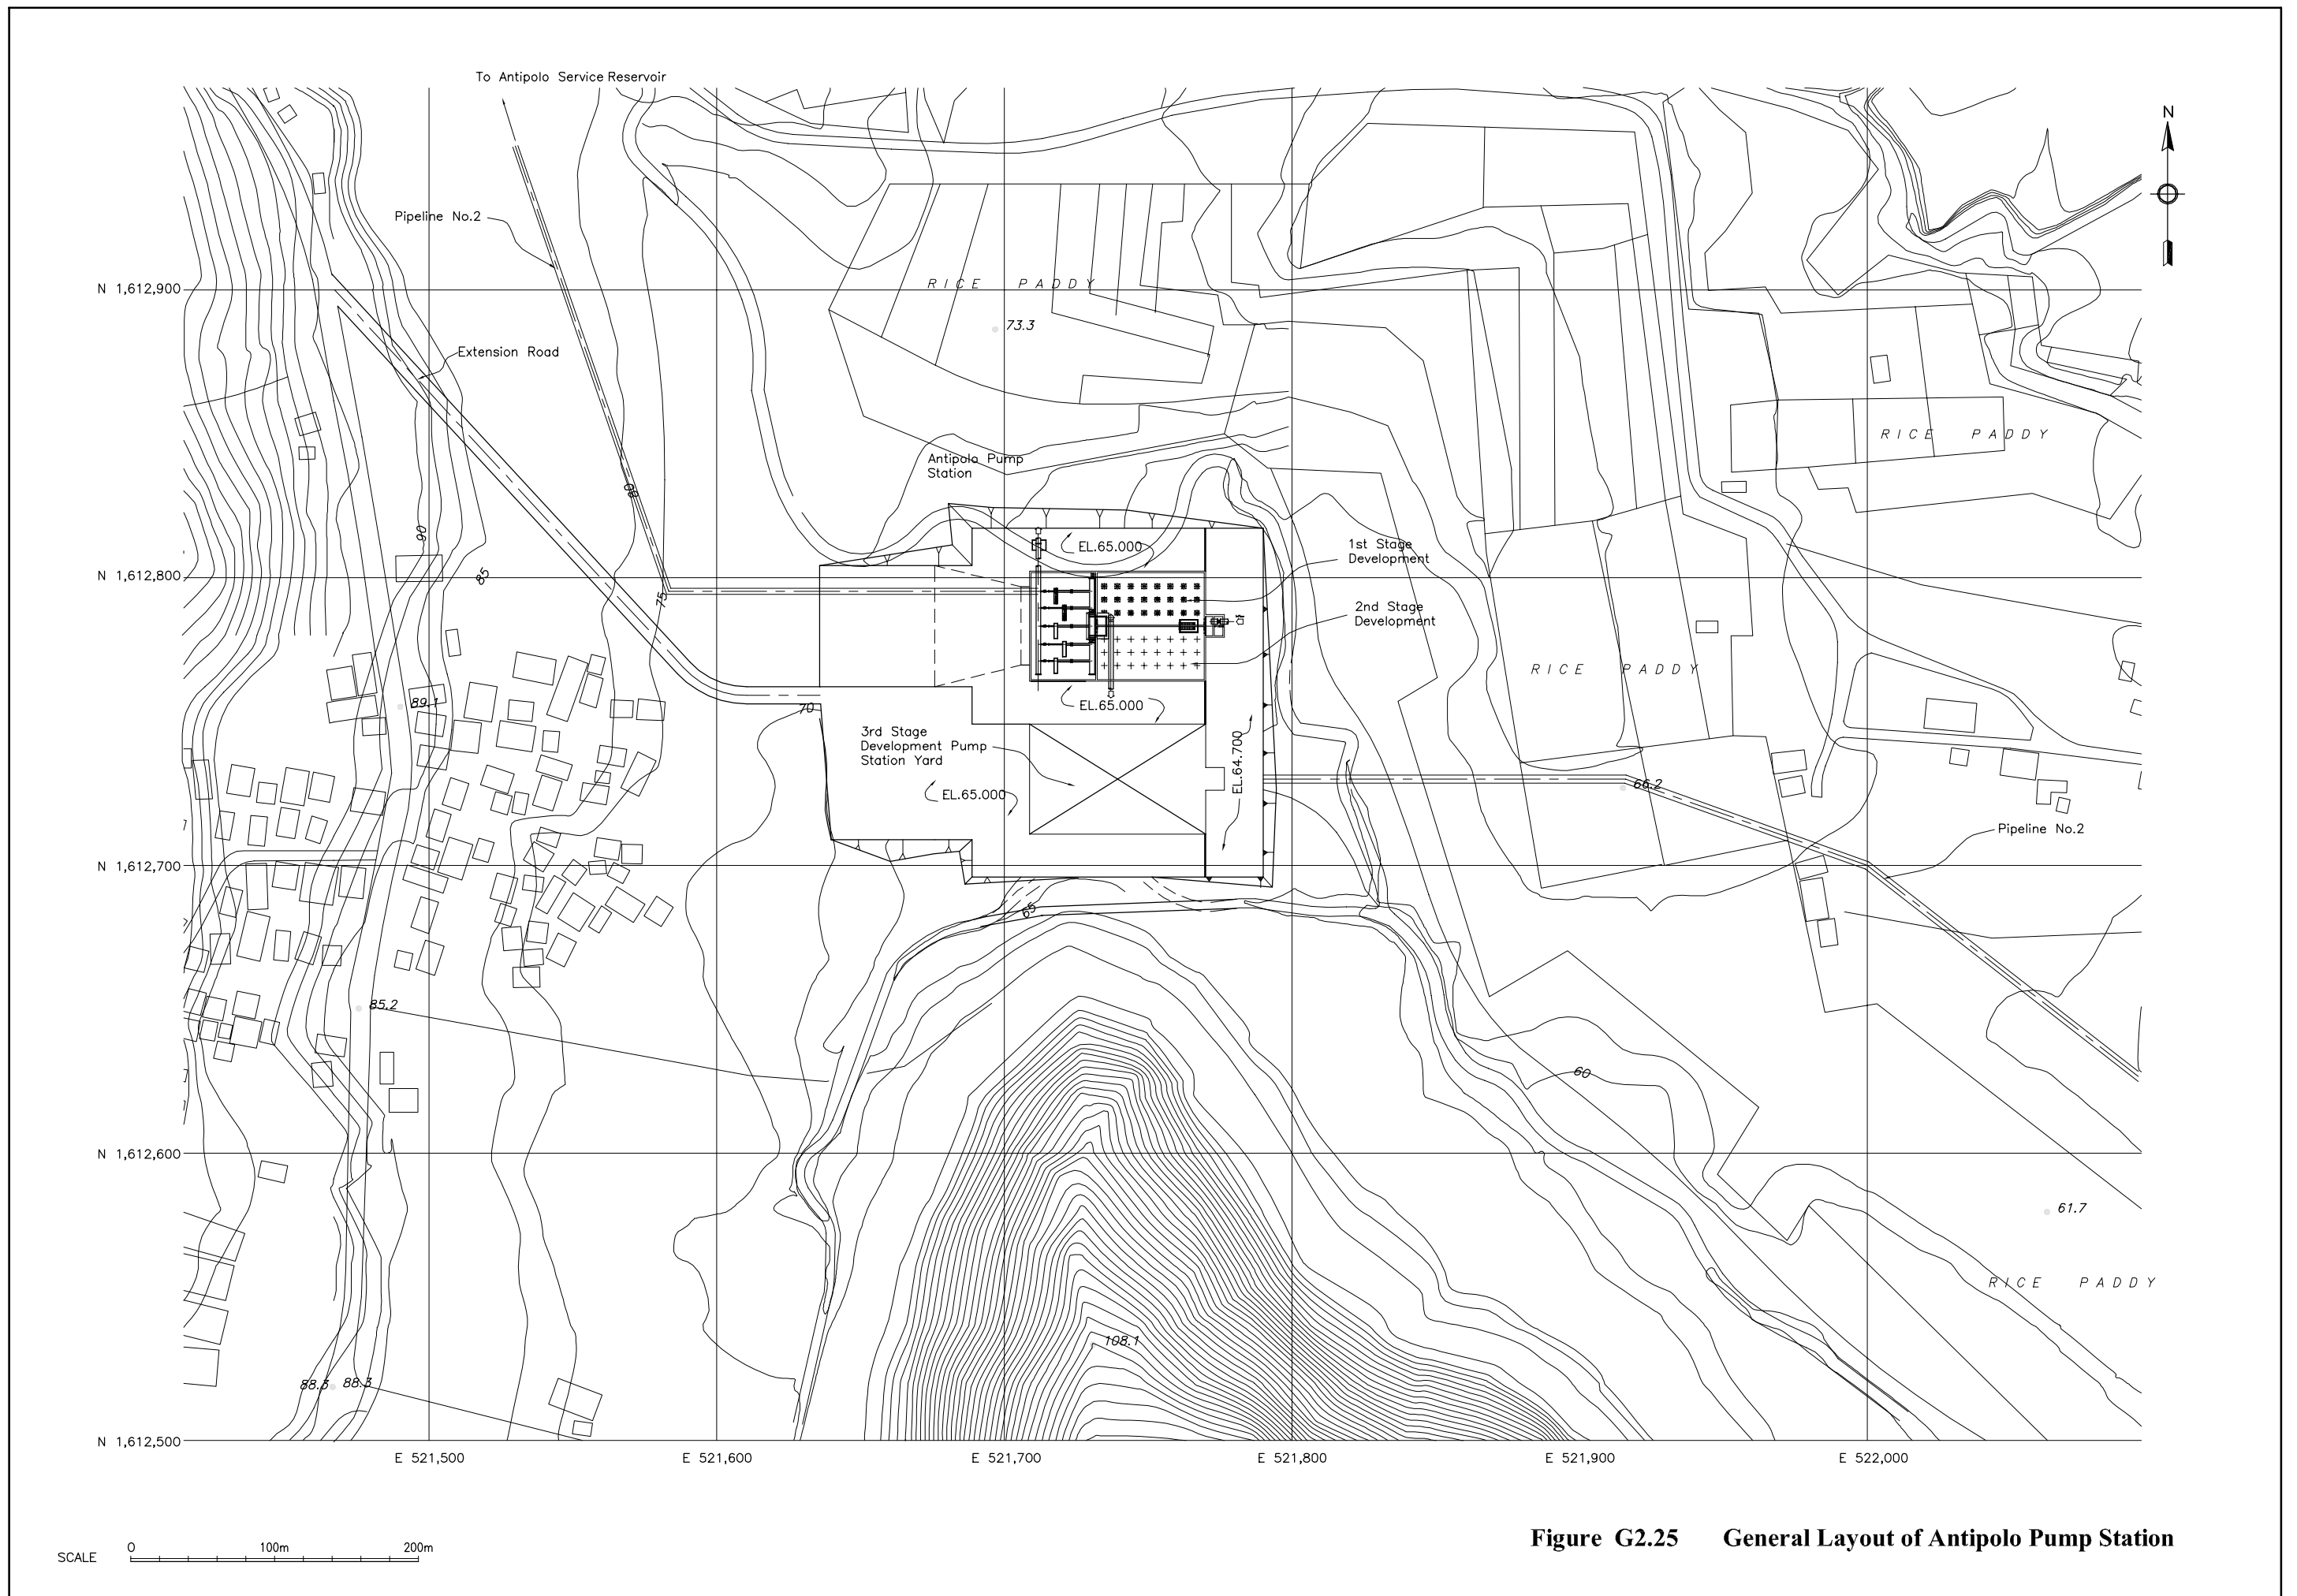 To Antipolo Service Reservoir
N
Pipeline No.2
N 1,612,900
RICE PADDY
73.3
Extension Road
RICE PADDY
Antipolo Pump
Station
80
90
85
75
EL.65.000
1st Stage
Development
N 1,612,800
2nd Stage
Development
RICE PADDY
89.1
70
EL.65.000
3rd Stage
Development Pump
Station Yard
EL.64.700
EL.65.000
66.2
Pipeline No.2
N 1,612,700
65
85.2
60
N 1,612,600
61.7
RICE PADDY
108.1
88.3
88.3
N 1,612,500
E 521,500
E 521,600
E 521,700
E 521,800
E 521,900
E 522,000
SCALE
0
100m
200m
Figure G2.25 General Layout of Antipolo Pump Station